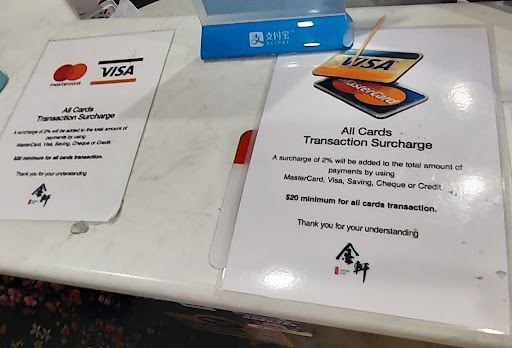 mastercard
VISA
All Cards
Transaction Surcharge
A surcharge of 2% will be added to the total amount of
payments by using
MasterCard, Visa, Saving, Cheque or Credit.
$20 minimum for all cards transaction.
Thank you for your understanding
支 支付宝
ALIPAY
VISA
MasterCard
All Cards
Transaction Surcharge
A surcharge of 2% will be added to the total amount of
payments by using
MasterCard, Visa, Saving, Cheque or Credit.
$20 minimum for all cards transaction.
Thank you for your understanding